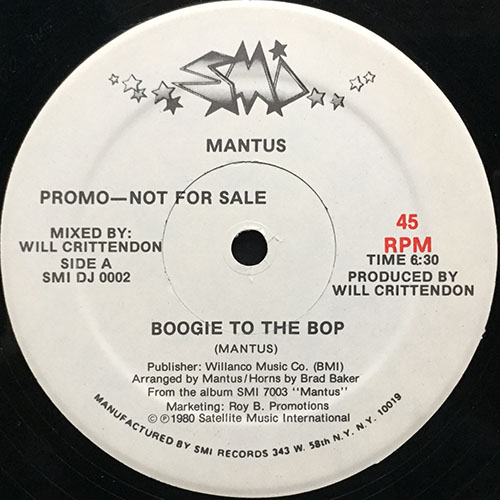 SMI
MANTUS
PROMO—NOT FOR SALE
MIXED BY:
WILL CRITTENDON
SIDE A
SMI DJ 0002
45
RPM
TIME 6:30
PRODUCED BY
WILL CRITTENDON
BOOGIE TO THE BOP
(MANTUS)
Publisher: Willanco Music Co. (BMI)
Arranged by Mantus/Horns by Brad Baker
From the album SMI 7003 "Mantus"
Marketing: Roy B. Promotions
© ℗ 1980 Satellite Music International
MANUFACTURED BY SMI RECORDS 343 W. 58th N.Y. N.Y. 10019